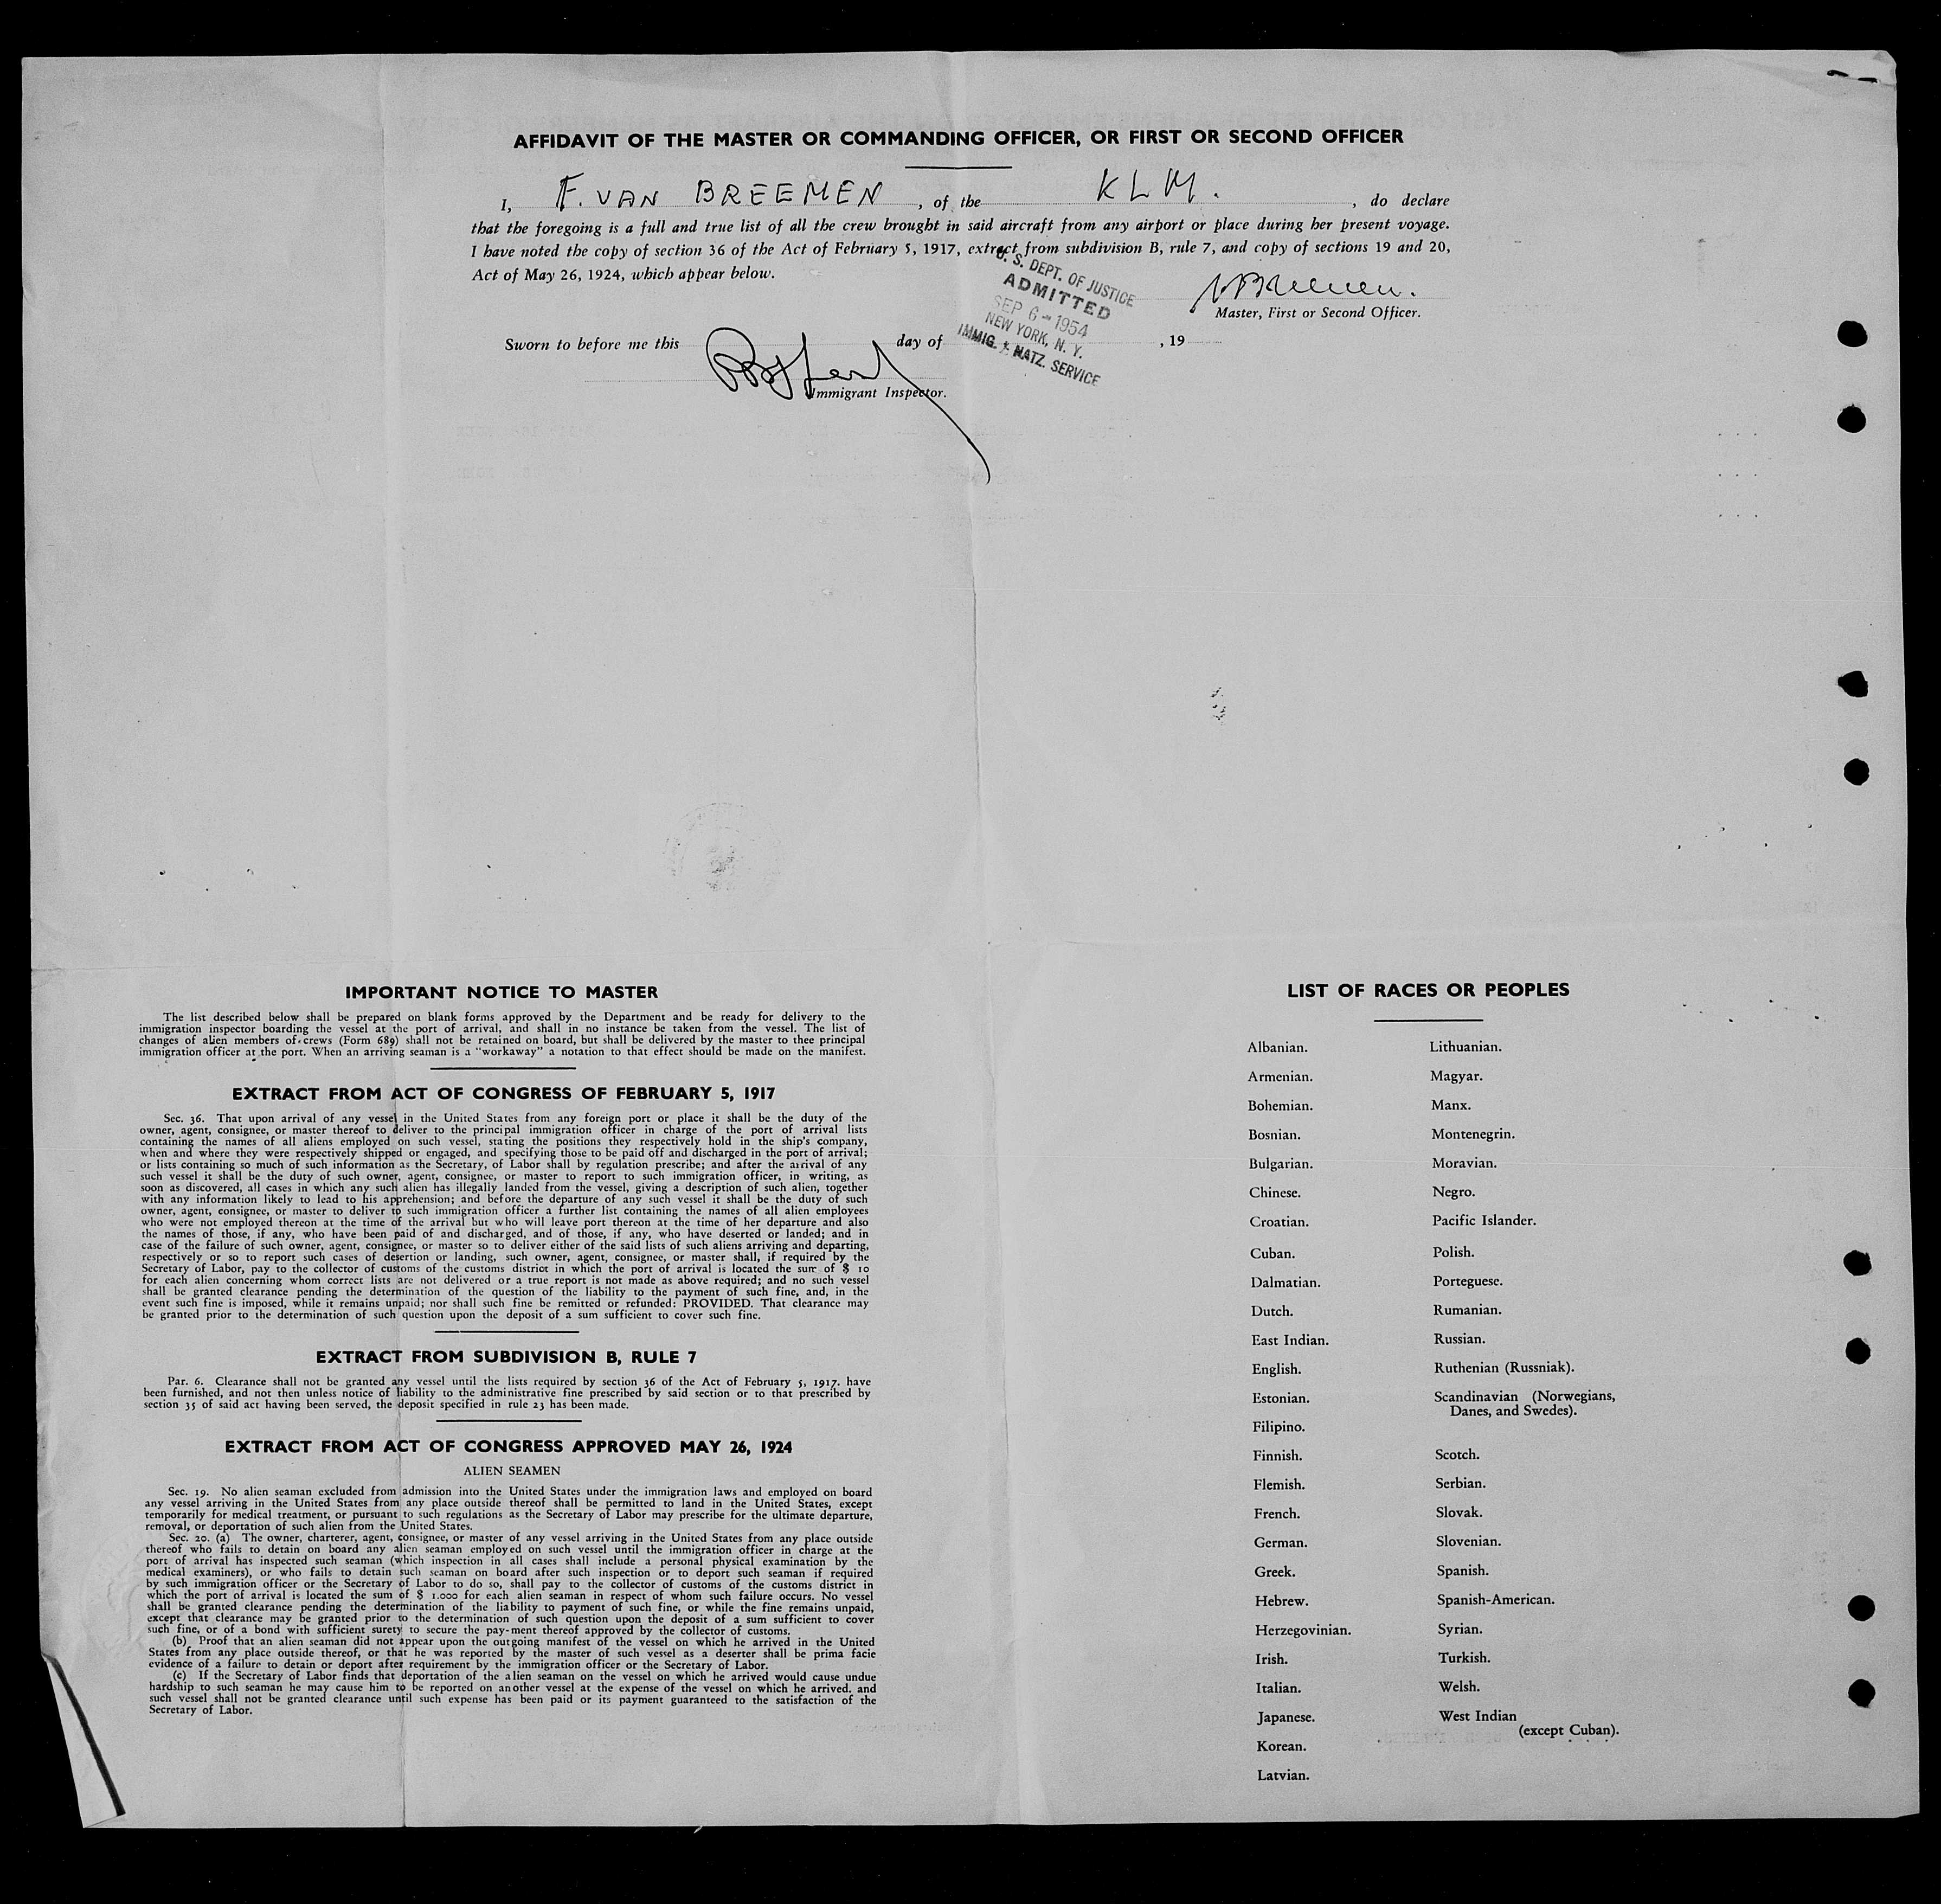 AFFIDAVIT OF THE MASTER OR COMMANDING OFFICER, OR FIRST OR SECOND OFFICER
I, F. VAN BREEMEN, of the KLM., do declare
that the foregoing is a full and true list of all the crew brought in said aircraft from any airport or place during her present voyage.
I have noted the copy of section 36 of the Act of February 5, 1917, extract from subdivision B, rule 7, and copy of sections 19 and 20,
Act of May 26, 1924, which appear below.
U. S. DEPT. OF JUSTICE
ADMITTED
SEP 6 - 1954
NEW YORK, N. Y.
IMMIG. & NATZ. SERVICE
Master, First or Second Officer.
Sworn to before me this day of , 19
Immigrant Inspector.
IMPORTANT NOTICE TO MASTER
The list described below shall be prepared on blank forms approved by the Department and be ready for delivery to the
immigration inspector boarding the vessel at the port of arrival, and shall in no instance be taken from the vessel. The list of
changes of alien members of crews (Form 689) shall not be retained on board, but shall be delivered by the master to thee principal
immigration officer at the port. When an arriving seaman is a "workaway" a notation to that effect should be made on the manifest.
EXTRACT FROM ACT OF CONGRESS OF FEBRUARY 5, 1917
Sec. 36. That upon arrival of any vessel in the United States from any foreign port or place it shall be the duty of the
owner, agent, consignee, or master thereof to deliver to the principal immigration officer in charge of the port of arrival lists
containing the names of all aliens employed on such vessel, stating the positions they respectively hold in the ship's company,
when and where they were respectively shipped or engaged, and specifying those to be paid off and discharged in the port of arrival;
or lists containing so much of such information as the Secretary, of Labor shall by regulation prescribe; and after the arrival of any
such vessel it shall be the duty of such owner, agent, consignee, or master to report to such immigration officer, in writing, as
soon as discovered, all cases in which any such alien has illegally landed from the vessel, giving a description of such alien, together
with any information likely to lead to his apprehension; and before the departure of any such vessel it shall be the duty of such
owner, agent, consignee, or master to deliver to such immigration officer a further list containing the names of all alien employees
who were not employed thereon at the time of the arrival but who will leave port thereon at the time of her departure and also
the names of those, if any, who have been paid of and discharged, and of those, if any, who have deserted or landed; and in
case of the failure of such owner, agent, consignee, or master so to deliver either of the said lists of such aliens arriving and departing,
respectively or so to report such cases of desertion or landing, such owner, agent, consignee, or master shall, if required by the
Secretary of Labor, pay to the collector of customs of the customs district in which the port of arrival is located the sum of $ 10
for each alien concerning whom correct lists are not delivered or a true report is not made as above required; and no such vessel
shall be granted clearance pending the determination of the question of the liability to the payment of such fine, and, in the
event such fine is imposed, while it remains unpaid; nor shall such fine be remitted or refunded: PROVIDED. That clearance may
be granted prior to the determination of such question upon the deposit of a sum sufficient to cover such fine.
EXTRACT FROM SUBDIVISION B, RULE 7
Par. 6. Clearance shall not be granted any vessel until the lists required by section 36 of the Act of February 5, 1917, have
been furnished, and not then unless notice of liability to the administrative fine prescribed by said section or to that prescribed by
section 35 of said act having been served, the deposit specified in rule 23 has been made.
EXTRACT FROM ACT OF CONGRESS APPROVED MAY 26, 1924
ALIEN SEAMEN
Sec. 19. No alien seaman excluded from admission into the United States under the immigration laws and employed on board
any vessel arriving in the United States from any place outside thereof shall be permitted to land in the United States, except
temporarily for medical treatment, or pursuant to such regulations as the Secretary of Labor may prescribe for the ultimate departure,
removal, or deportation of such alien from the United States.
Sec. 20. (a) The owner, charterer, agent, consignee, or master of any vessel arriving in the United States from any place outside
thereof who fails to detain on board any alien seaman employed on such vessel until the immigration officer in charge at the
port of arrival has inspected such seaman (which inspection in all cases shall include a personal physical examination by the
medical examiners), or who fails to detain such seaman on board after such inspection or to deport such seaman if required
by such immigration officer or the Secretary of Labor to do so, shall pay to the collector of customs of the customs district in
which the port of arrival is located the sum of $ 1.000 for each alien seaman in respect of whom such failure occurs. No vessel
shall be granted clearance pending the determination of the liability to payment of such fine, or while the fine remains unpaid,
except that clearance may be granted prior to the determination of such question upon the deposit of a sum sufficient to cover
such fine, or of a bond with sufficient surety to secure the pay-ment thereof approved by the collector of customs.
(b) Proof that an alien seaman did not appear upon the outgoing manifest of the vessel on which he arrived in the United
States from any place outside thereof, or that he was reported by the master of such vessel as a deserter shall be prima facie
evidence of a failure to detain or deport after requirement by the immigration officer or the Secretary of Labor.
(c) If the Secretary of Labor finds that deportation of the alien seaman on the vessel on which he arrived would cause undue
hardship to such seaman he may cause him to be reported on another vessel at the expense of the vessel on which he arrived. and
such vessel shall not be granted clearance until such expense has been paid or its payment guaranteed to the satisfaction of the
Secretary of Labor.
LIST OF RACES OR PEOPLES
Albanian.
Armenian.
Bohemian.
Bosnian.
Bulgarian.
Chinese.
Croatian.
Cuban.
Dalmatian.
Dutch.
East Indian.
English.
Estonian.
Filipino.
Finnish.
Flemish.
French.
German.
Greek.
Hebrew.
Herzegovinian.
Irish.
Italian.
Japanese.
Korean.
Latvian.
Lithuanian.
Magyar.
Manx.
Montenegrin.
Moravian.
Negro.
Pacific Islander.
Polish.
Porteguese.
Rumanian.
Russian.
Ruthenian (Russniak).
Scandinavian (Norwegians,
Danes, and Swedes).
Scotch.
Serbian.
Slovak.
Slovenian.
Spanish.
Spanish-American.
Syrian.
Turkish.
Welsh.
West Indian
(except Cuban).